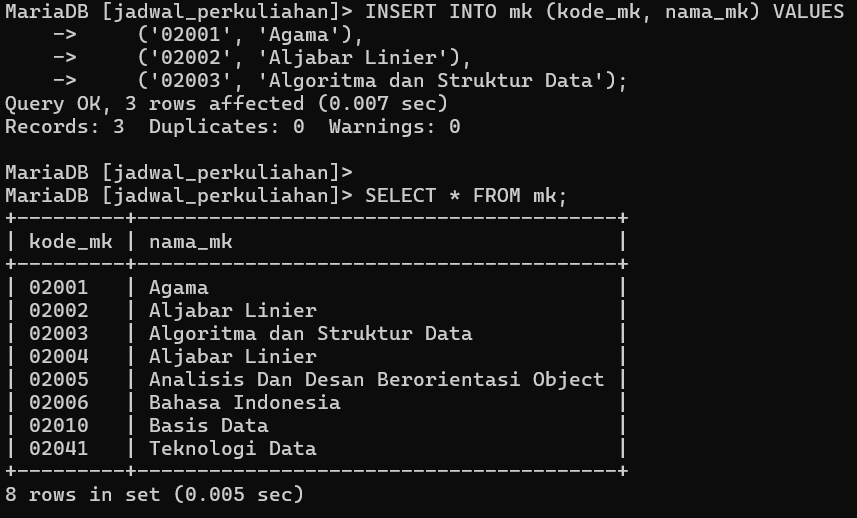 MariaDB [jadwal_perkuliahan]> INSERT INTO mk (kode_mk, nama_mk) VALUES
    ->     ('02001', 'Agama'),
    ->     ('02002', 'Aljabar Linier'),
    ->     ('02003', 'Algoritma dan Struktur Data');
Query OK, 3 rows affected (0.007 sec)
Records: 3  Duplicates: 0  Warnings: 0

MariaDB [jadwal_perkuliahan]>
MariaDB [jadwal_perkuliahan]> SELECT * FROM mk;
+---------+----------------------------------------+
| kode_mk | nama_mk                                |
+---------+----------------------------------------+
| 02001   | Agama                                  |
| 02002   | Aljabar Linier                         |
| 02003   | Algoritma dan Struktur Data            |
| 02004   | Aljabar Linier                         |
| 02005   | Analisis Dan Desan Berorientasi Object |
| 02006   | Bahasa Indonesia                       |
| 02010   | Basis Data                             |
| 02041   | Teknologi Data                         |
+---------+----------------------------------------+
8 rows in set (0.005 sec)